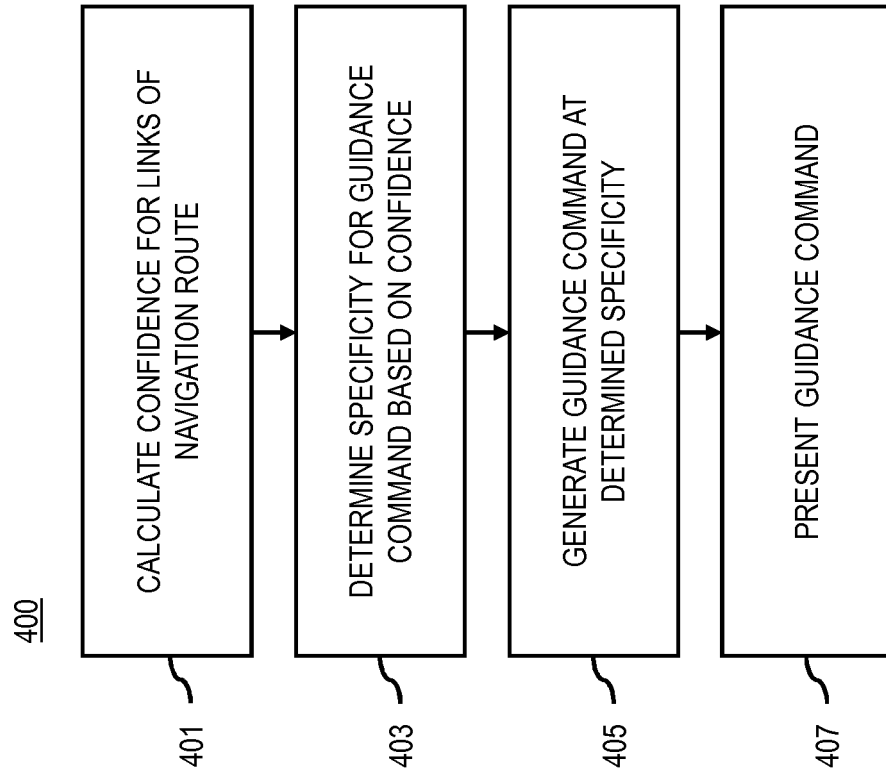 400
CALCULATE CONFIDENCE FOR LINKS OF
NAVIGATION ROUTE
401
DETERMINE SPECIFICITY FOR GUIDANCE
COMMAND BASED ON CONFIDENCE
403
GENERATE GUIDANCE COMMAND AT
DETERMINED SPECIFICITY
405
PRESENT GUIDANCE COMMAND
407